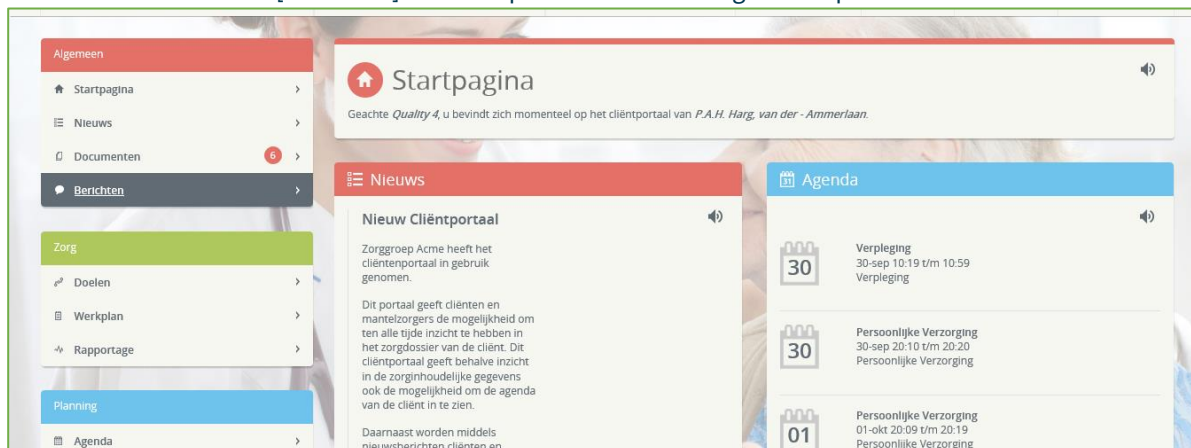 Algemeen
Startpagina
Nieuws
Documenten 6
Berichten
Zorg
Doelen
Werkplan
Rapportage
Planning
Agenda
Startpagina
Geachte Quality 4, u bevindt zich momenteel op het cliëntportaal van P.A.H. Harg, van der - Ammerlaan.
Nieuws
Nieuw Cliëntportaal
Zorggroep Acme heeft het
cliëntenportaal in gebruik
genomen.
Dit portaal geeft cliënten en
mantelzorgers de mogelijkheid om
ten alle tijde inzicht te hebben in
het zorgdossier van de cliënt. Dit
cliëntportaal geeft behalve inzicht
in de zorginhoudelijke gegevens
ook de mogelijkheid om de agenda
van de cliënt in te zien.
Daarnaast worden middels
nieuwsberichten cliënten en
31 Agenda
30
Verpleging
30-sep 10:19 t/m 10:59
Verpleging
30
Persoonlijke Verzorging
30-sep 20:10 t/m 20:20
Persoonlijke Verzorging
01
Persoonlijke Verzorging
01-okt 20:09 t/m 20:19
Persoonlijke Verzorging